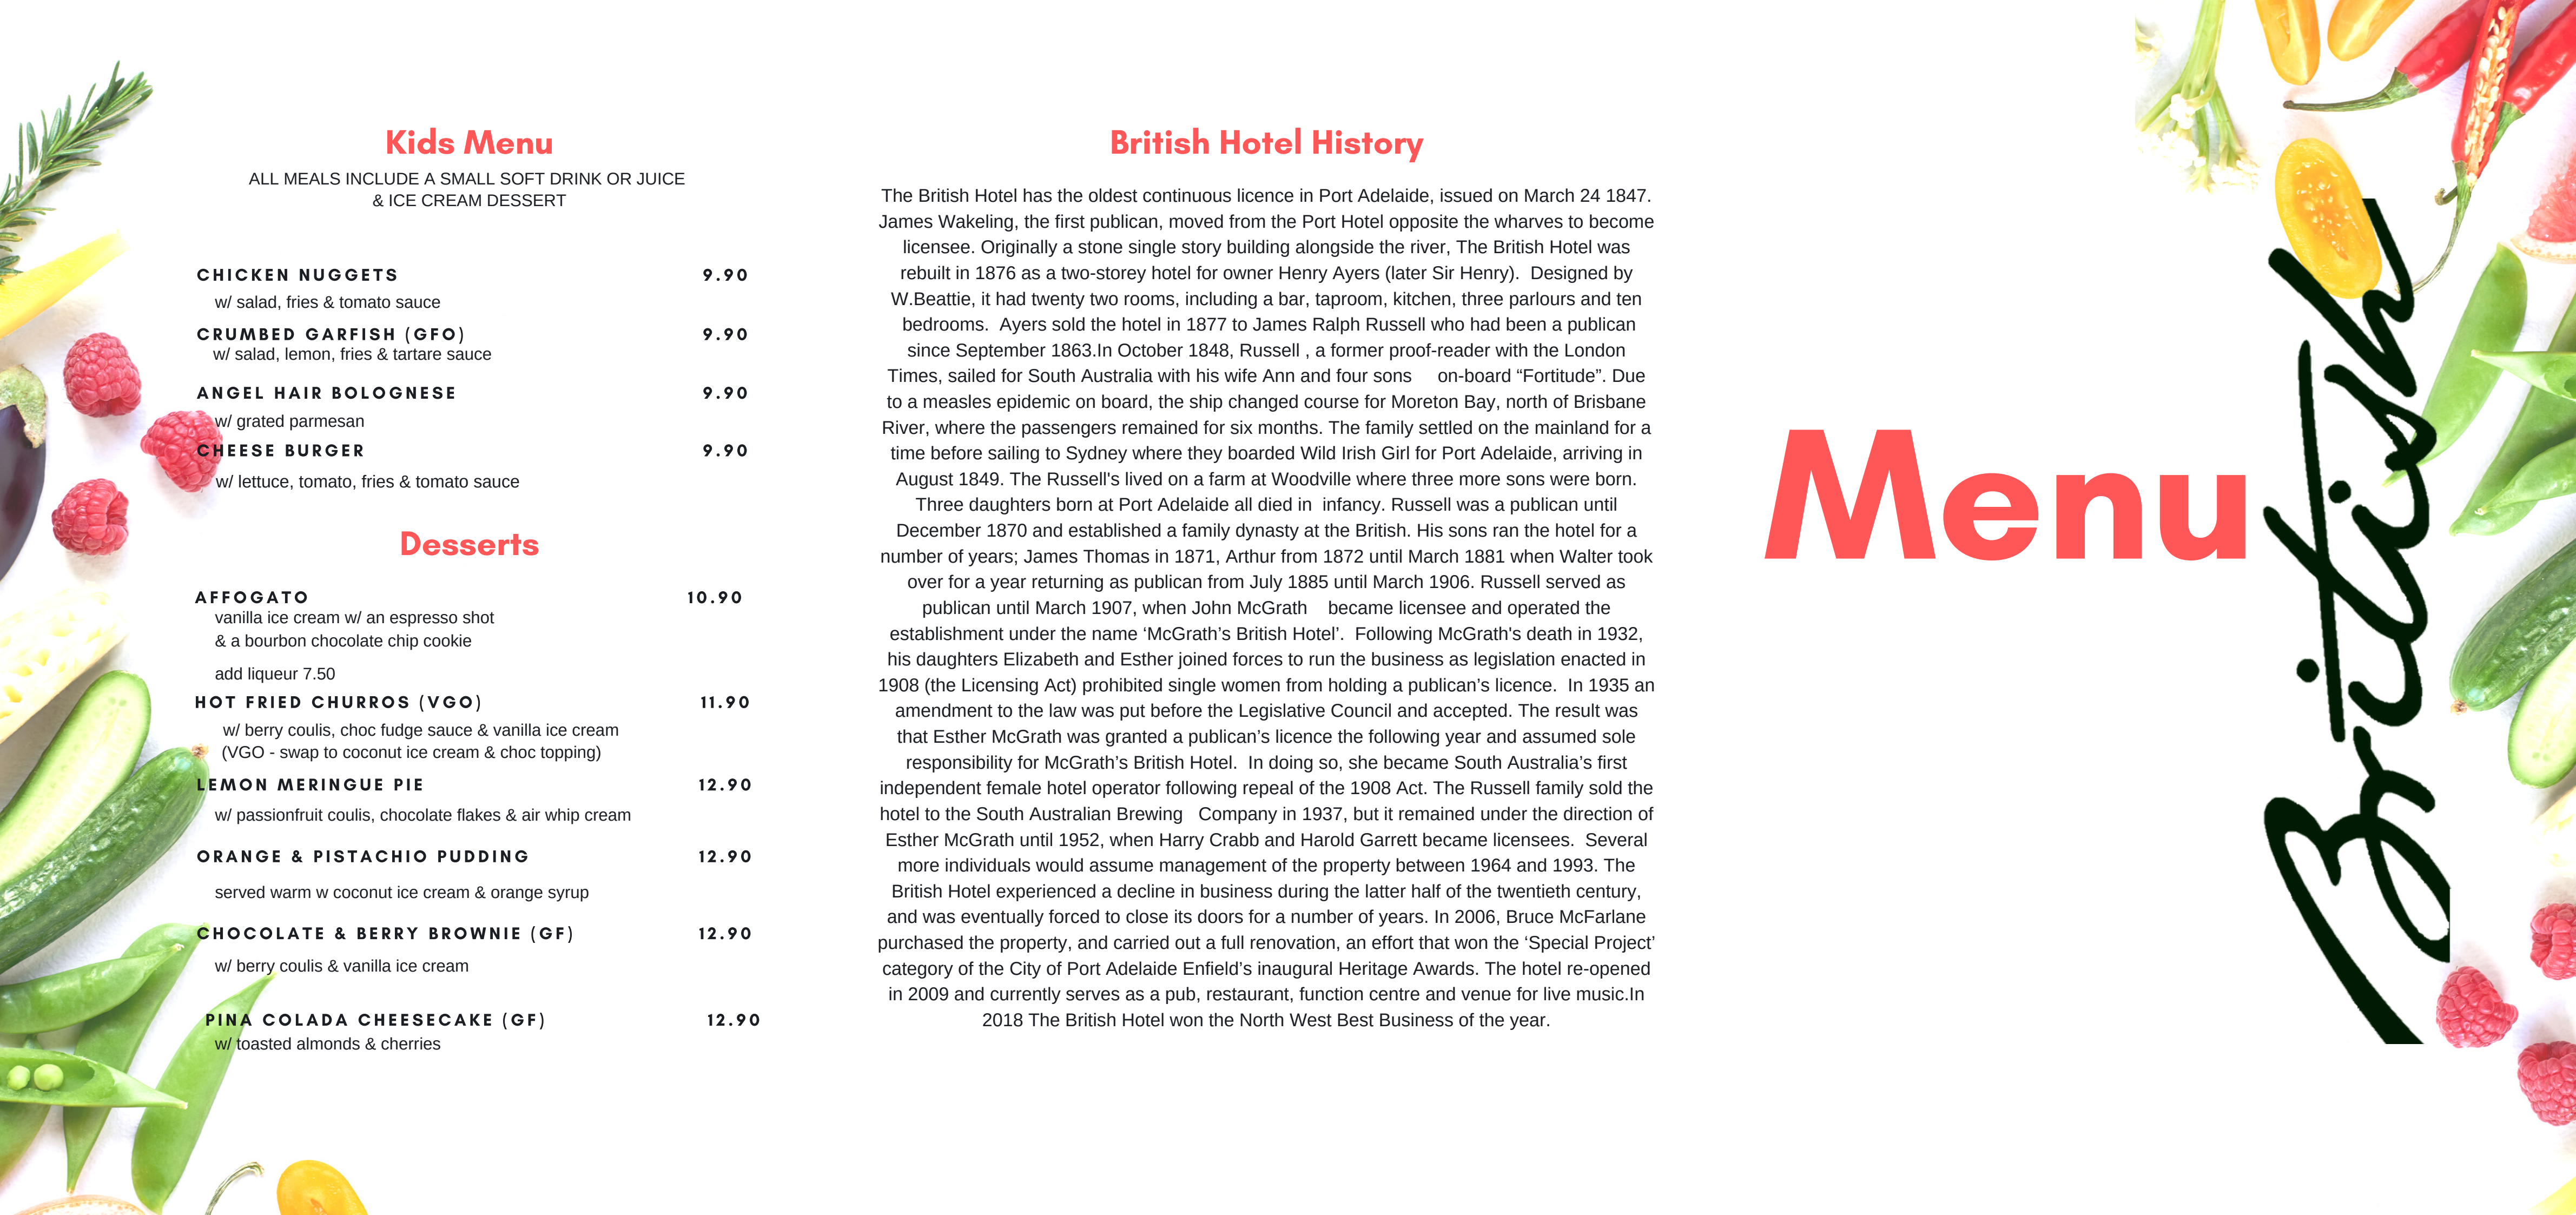 Kids Menu
ALL MEALS INCLUDE A SMALL SOFT DRINK OR JUICE
& ICE CREAM DESSERT
CHICKEN NUGGETS 9.90
w/ salad, fries & tomato sauce
CRUMBED GARFISH (GFO) 9.90
w/ salad, lemon, fries & tartare sauce
ANGEL HAIR BOLOGNESE 9.90
w/ grated parmesan
CHEESE BURGER 9.90
w/ lettuce, tomato, fries & tomato sauce
Desserts
AFFOGATO 10.90
vanilla ice cream w/ an espresso shot
& a bourbon chocolate chip cookie
add liqueur 7.50
HOT FRIED CHURROS (VGO) 11.90
w/ berry coulis, choc fudge sauce & vanilla ice cream
(VGO - swap to coconut ice cream & choc topping)
LEMON MERINGUE PIE 12.90
w/ passionfruit coulis, chocolate flakes & air whip cream
ORANGE & PISTACHIO PUDDING 12.90
served warm w coconut ice cream & orange syrup
CHOCOLATE & BERRY BROWNIE (GF) 12.90
w/ berry coulis & vanilla ice cream
PINA COLADA CHEESECAKE (GF) 12.90
w/ toasted almonds & cherries
British Hotel History
The British Hotel has the oldest continuous licence in Port Adelaide, issued on March 24 1847.
James Wakeling, the first publican, moved from the Port Hotel opposite the wharves to become
licensee. Originally a stone single story building alongside the river, The British Hotel was
rebuilt in 1876 as a two-storey hotel for owner Henry Ayers (later Sir Henry).  Designed by
W.Beattie, it had twenty two rooms, including a bar, taproom, kitchen, three parlours and ten
bedrooms.  Ayers sold the hotel in 1877 to James Ralph Russell who had been a publican
since September 1863.In October 1848, Russell , a former proof-reader with the London
Times, sailed for South Australia with his wife Ann and four sons     on-board “Fortitude”. Due
to a measles epidemic on board, the ship changed course for Moreton Bay, north of Brisbane
River, where the passengers remained for six months. The family settled on the mainland for a
time before sailing to Sydney where they boarded Wild Irish Girl for Port Adelaide, arriving in
August 1849. The Russell's lived on a farm at Woodville where three more sons were born.
Three daughters born at Port Adelaide all died in  infancy. Russell was a publican until
December 1870 and established a family dynasty at the British. His sons ran the hotel for a
number of years; James Thomas in 1871, Arthur from 1872 until March 1881 when Walter took
over for a year returning as publican from July 1885 until March 1906. Russell served as
publican until March 1907, when John McGrath    became licensee and operated the
establishment under the name ‘McGrath’s British Hotel’.  Following McGrath's death in 1932,
his daughters Elizabeth and Esther joined forces to run the business as legislation enacted in
1908 (the Licensing Act) prohibited single women from holding a publican’s licence.  In 1935 an
amendment to the law was put before the Legislative Council and accepted. The result was
that Esther McGrath was granted a publican’s licence the following year and assumed sole
responsibility for McGrath’s British Hotel.  In doing so, she became South Australia’s first
independent female hotel operator following repeal of the 1908 Act. The Russell family sold the
hotel to the South Australian Brewing   Company in 1937, but it remained under the direction of
Esther McGrath until 1952, when Harry Crabb and Harold Garrett became licensees.  Several
more individuals would assume management of the property between 1964 and 1993. The
British Hotel experienced a decline in business during the latter half of the twentieth century,
and was eventually forced to close its doors for a number of years. In 2006, Bruce McFarlane
purchased the property, and carried out a full renovation, an effort that won the ‘Special Project’
category of the City of Port Adelaide Enfield’s inaugural Heritage Awards. The hotel re-opened
in 2009 and currently serves as a pub, restaurant, function centre and venue for live music.In
2018 The British Hotel won the North West Best Business of the year.
Menu
British